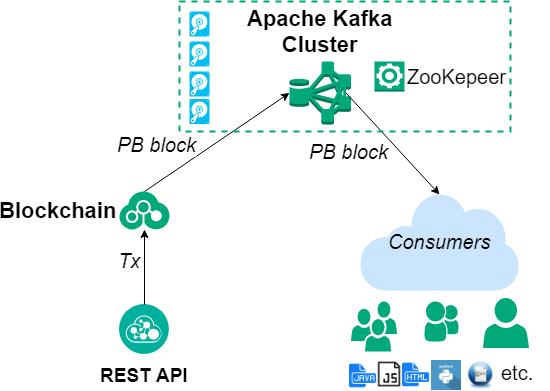 Apache Kafka
Cluster
ZooKepeer
PB block
PB block
Blockchain
Consumers
Tx
REST API
JAVA
JS
HTML
python
etc.